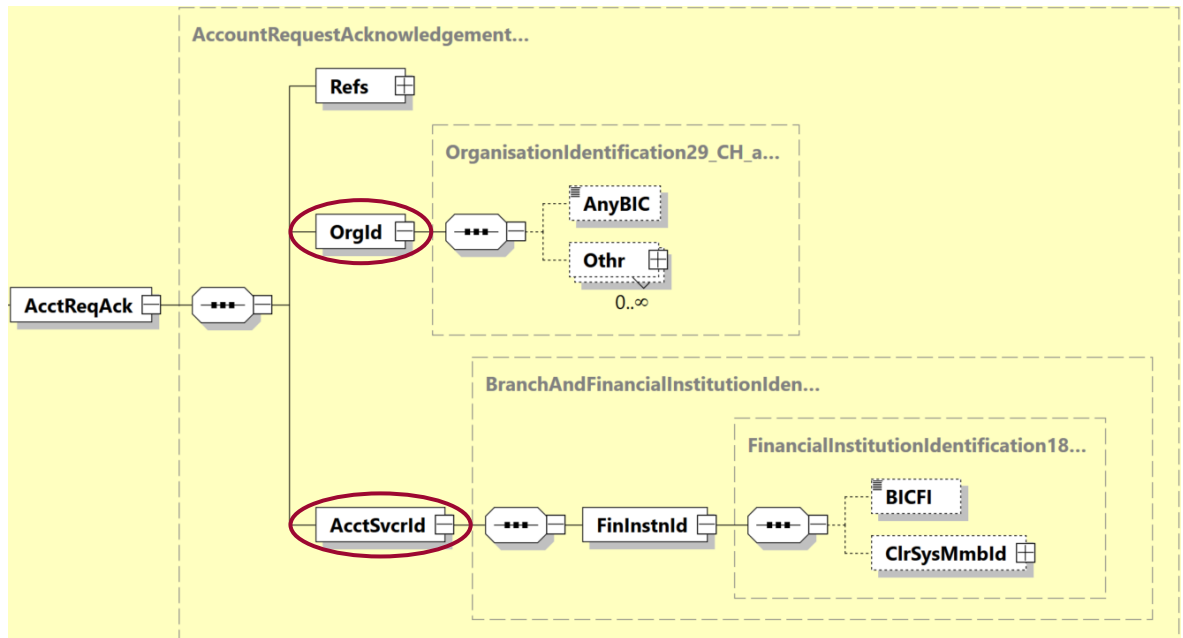 AccountRequestAcknowledgement...
Refs
OrganisationIdentification29_CH_a...
AnyBIC
OrgId
Othr
0..∞
AcctReqAck
BranchAndFinancialInstitutionIden...
FinancialInstitutionIdentification18...
BICFI
AcctSvcrId
FinInstnId
ClrSysMmbId